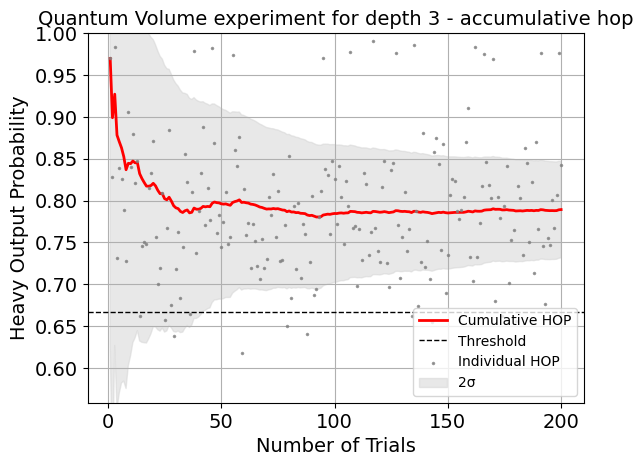 Quantum Volume experiment for depth 3 - accumulative hop
1.00
0.95
0.90
0.85
0.80
0.75
0.70
0.65
0.60
Heavy Output Probability
Cumulative HOP
Threshold
Individual HOP
2σ
0 50 100 150 200
Number of Trials